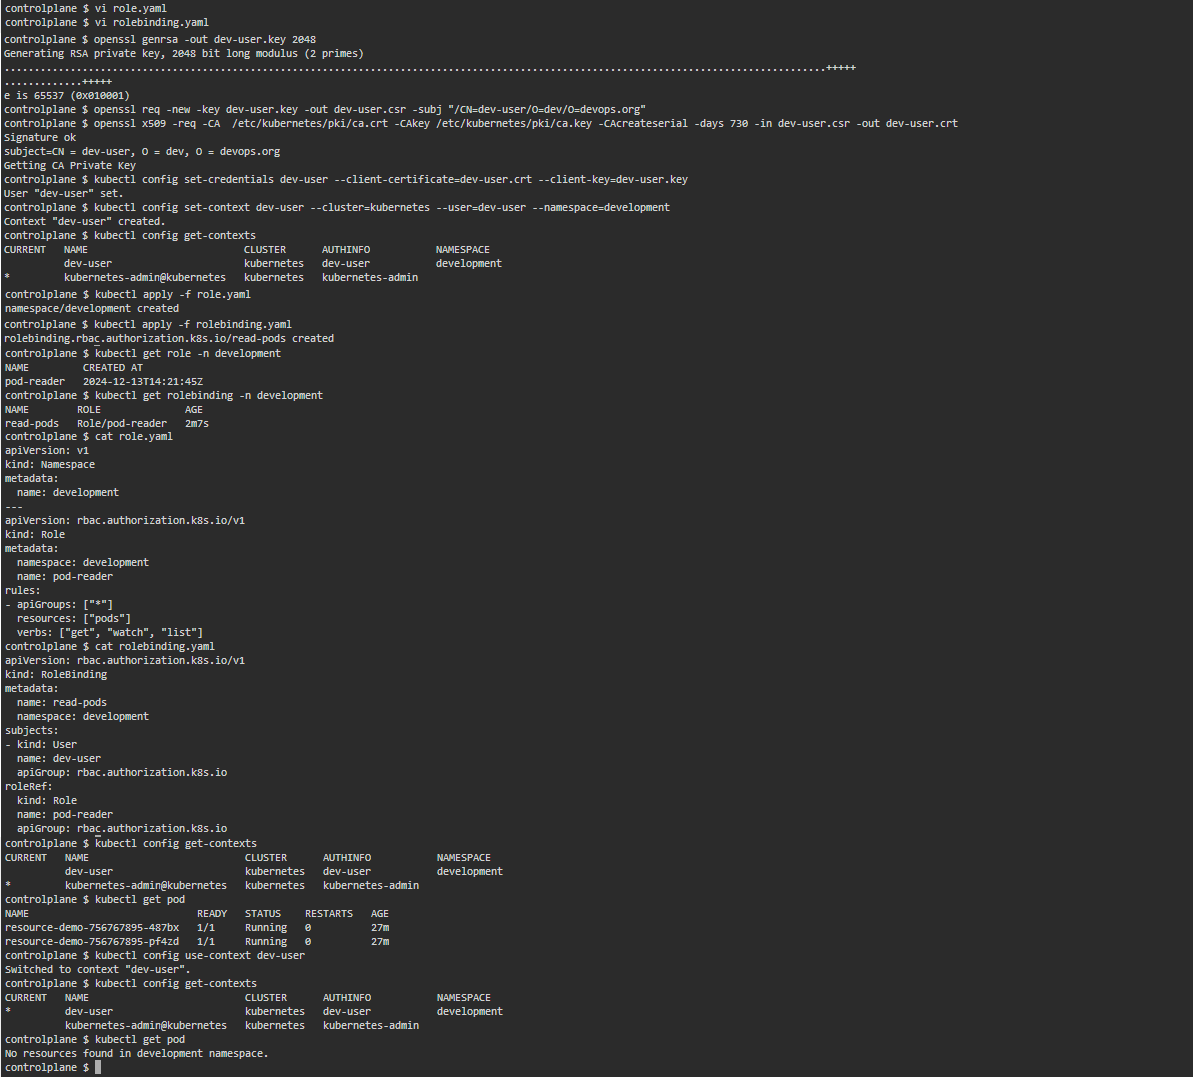 controlplane $ vi role.yaml
controlplane $ vi rolebinding.yaml
controlplane $ openssl genrsa -out dev-user.key 2048
Generating RSA private key, 2048 bit long modulus (2 primes)
.........................................................................................................................................+++++
.............+++++
e is 65537 (0x010001)
controlplane $ openssl req -new -key dev-user.key -out dev-user.csr -subj "/CN=dev-user/O=dev/O=devops.org"
controlplane $ openssl x509 -req -CA  /etc/kubernetes/pki/ca.crt -CAkey /etc/kubernetes/pki/ca.key -CAcreateserial -days 730 -in dev-user.csr -out dev-user.crt
Signature ok
subject=CN = dev-user, O = dev, O = devops.org
Getting CA Private Key
controlplane $ kubectl config set-credentials dev-user --client-certificate=dev-user.crt --client-key=dev-user.key
User "dev-user" set.
controlplane $ kubectl config set-context dev-user --cluster=kubernetes --user=dev-user --namespace=development
Context "dev-user" created.
controlplane $ kubectl config get-contexts
CURRENT   NAME                          CLUSTER      AUTHINFO           NAMESPACE
          dev-user                      kubernetes   dev-user           development
*         kubernetes-admin@kubernetes   kubernetes   kubernetes-admin
controlplane $ kubectl apply -f role.yaml
namespace/development created
controlplane $ kubectl apply -f rolebinding.yaml
rolebinding.rbac.authorization.k8s.io/read-pods created
controlplane $ kubectl get role -n development
NAME         CREATED AT
pod-reader   2024-12-13T14:21:45Z
controlplane $ kubectl get rolebinding -n development
NAME        ROLE              AGE
read-pods   Role/pod-reader   2m7s
controlplane $ cat role.yaml
apiVersion: v1
kind: Namespace
metadata:
  name: development
---
apiVersion: rbac.authorization.k8s.io/v1
kind: Role
metadata:
  namespace: development
  name: pod-reader
rules:
- apiGroups: ["*"]
  resources: ["pods"]
  verbs: ["get", "watch", "list"]
controlplane $ cat rolebinding.yaml
apiVersion: rbac.authorization.k8s.io/v1
kind: RoleBinding
metadata:
  name: read-pods
  namespace: development
subjects:
- kind: User
  name: dev-user
  apiGroup: rbac.authorization.k8s.io
roleRef:
  kind: Role
  name: pod-reader
  apiGroup: rbac.authorization.k8s.io
controlplane $ kubectl config get-contexts
CURRENT   NAME                          CLUSTER      AUTHINFO           NAMESPACE
          dev-user                      kubernetes   dev-user           development
*         kubernetes-admin@kubernetes   kubernetes   kubernetes-admin
controlplane $ kubectl get pod
NAME                            READY   STATUS    RESTARTS   AGE
resource-demo-756767895-487bx   1/1     Running   0          27m
resource-demo-756767895-pf4zd   1/1     Running   0          27m
controlplane $ kubectl config use-context dev-user
Switched to context "dev-user".
controlplane $ kubectl config get-contexts
CURRENT   NAME                          CLUSTER      AUTHINFO           NAMESPACE
*         dev-user                      kubernetes   dev-user           development
          kubernetes-admin@kubernetes   kubernetes   kubernetes-admin
controlplane $ kubectl get pod
No resources found in development namespace.
controlplane $